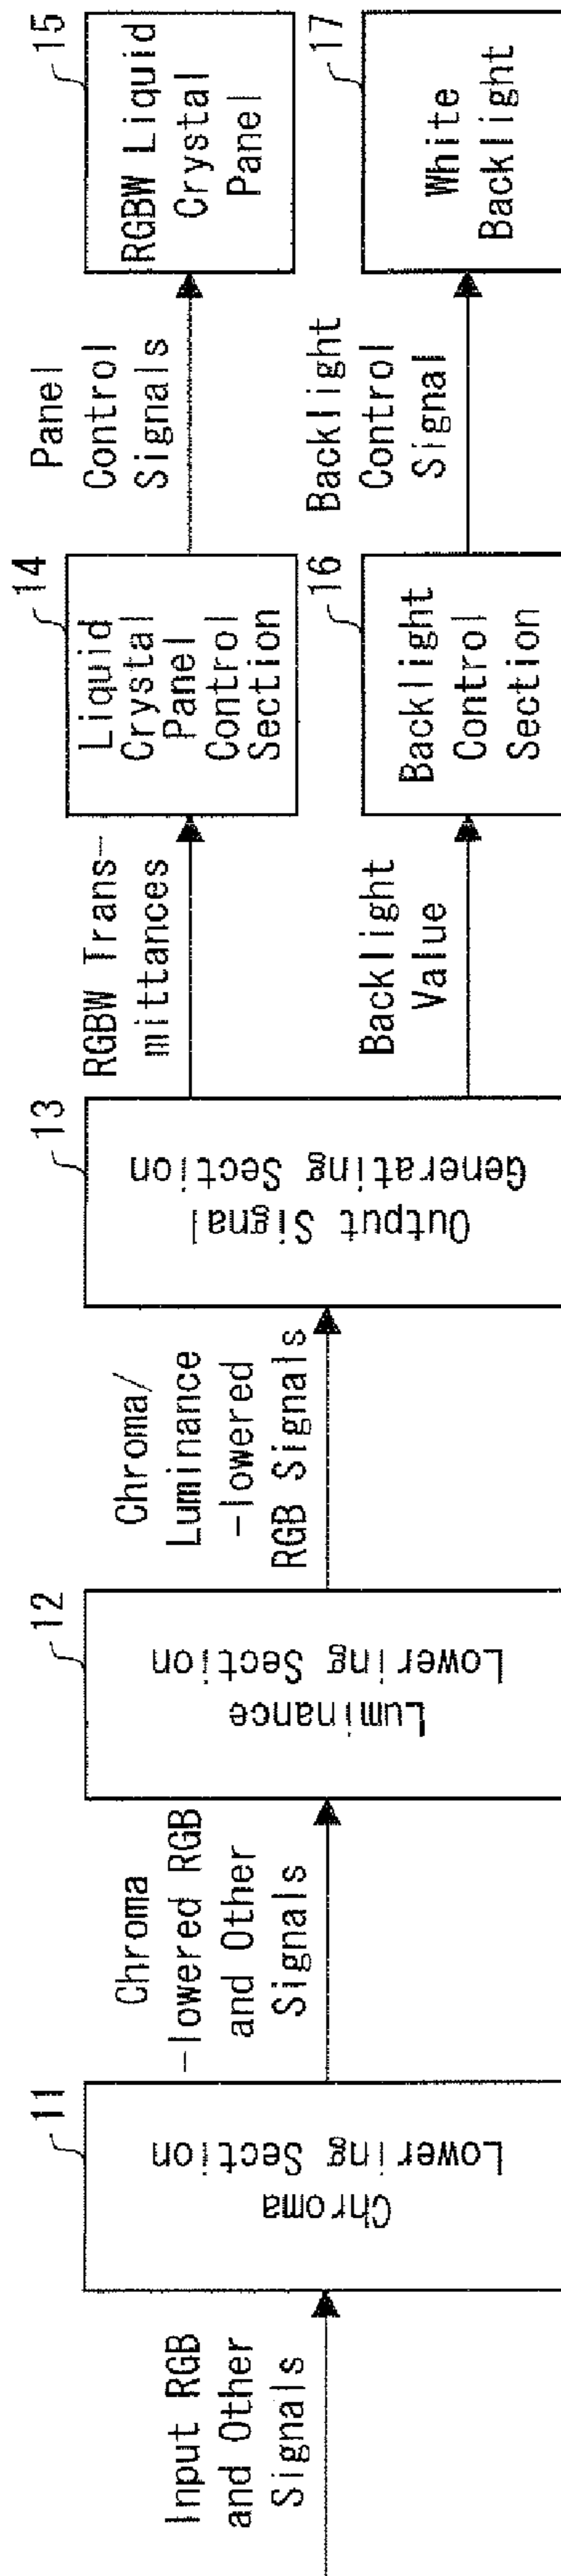 Input RGB
and Other
Signals
11
Chroma
Lowering Section
Chroma
-lowered RGB
and Other
Signals
12
Luminance
Lowering Section
Chroma/
Luminance
-lowered
RGB Signals
13
Output Signal
Generating Section
RGBW Trans-
mittances
14
Liquid
Crystal
Panel
Control
Section
Panel
Control
Signals
15
RGBW Liquid
Crystal
Panel
Backlight
Value
16
Backlight
Control
Section
Backlight
Control
Signal
17
White
Backlight